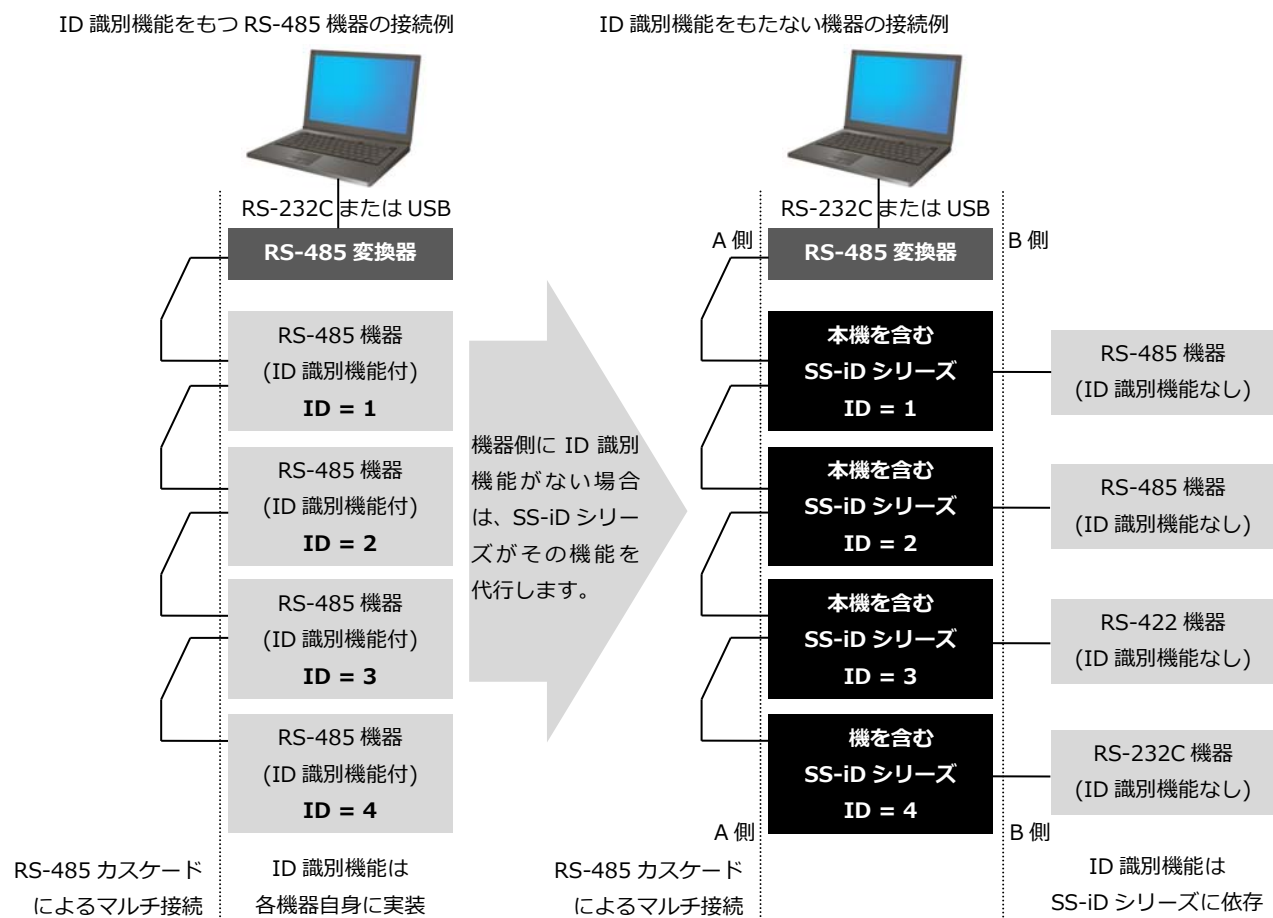 ID 識別機能をもつ RS-485 機器の接続例
RS-232C または USB
RS-485 変換器
RS-485 機器
(ID 識別機能付)
ID = 1
RS-485 機器
(ID 識別機能付)
ID = 2
RS-485 機器
(ID 識別機能付)
ID = 3
RS-485 機器
(ID 識別機能付)
ID = 4
RS-485 カスケード
によるマルチ接続
ID 識別機能は
各機器自身に実装
機器側に ID 識別
機能がない場合
は、SS-iD シリー
ズがその機能を
代行します。
ID 識別機能をもたない機器の接続例
RS-232C または USB
A 側
B 側
RS-485 変換器
本機を含む
SS-iD シリーズ
ID = 1
RS-485 機器
(ID 識別機能なし)
本機を含む
SS-iD シリーズ
ID = 2
RS-485 機器
(ID 識別機能なし)
本機を含む
SS-iD シリーズ
ID = 3
RS-422 機器
(ID 識別機能なし)
機を含む
SS-iD シリーズ
ID = 4
RS-232C 機器
(ID 識別機能なし)
A 側
B 側
RS-485 カスケード
によるマルチ接続
ID 識別機能は
SS-iD シリーズに依存